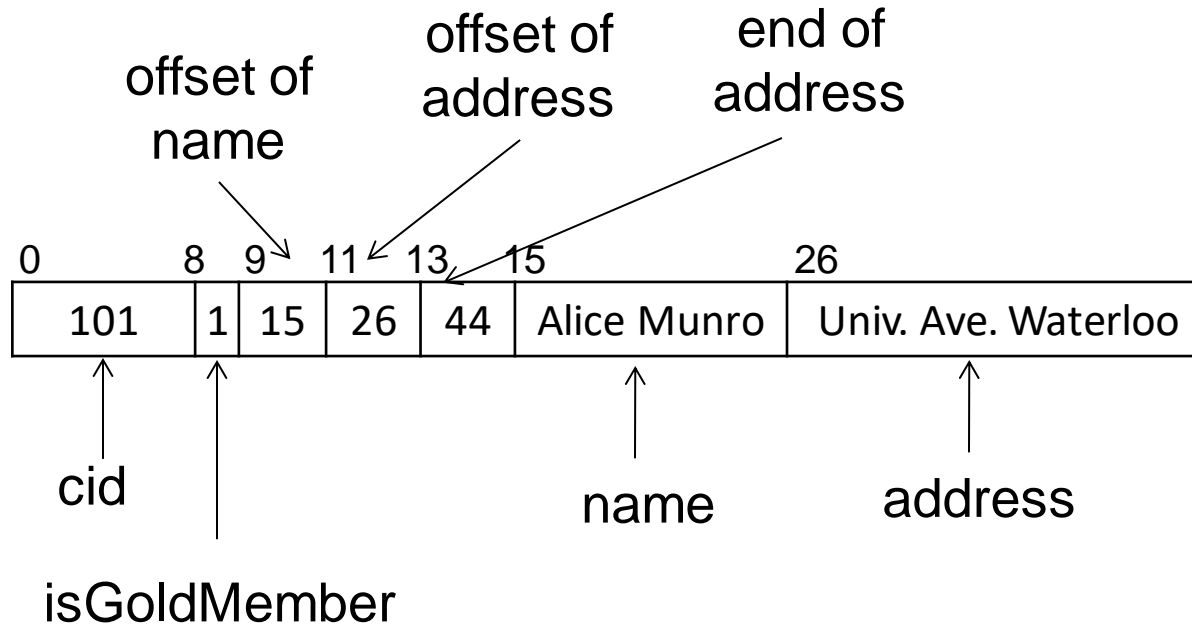 offset of
name
offset of
address
end of
address
0 8 9 11 13 15 26
101 1 15 26 44 Alice Munro Univ. Ave. Waterloo
cid
name
address
isGoldMember